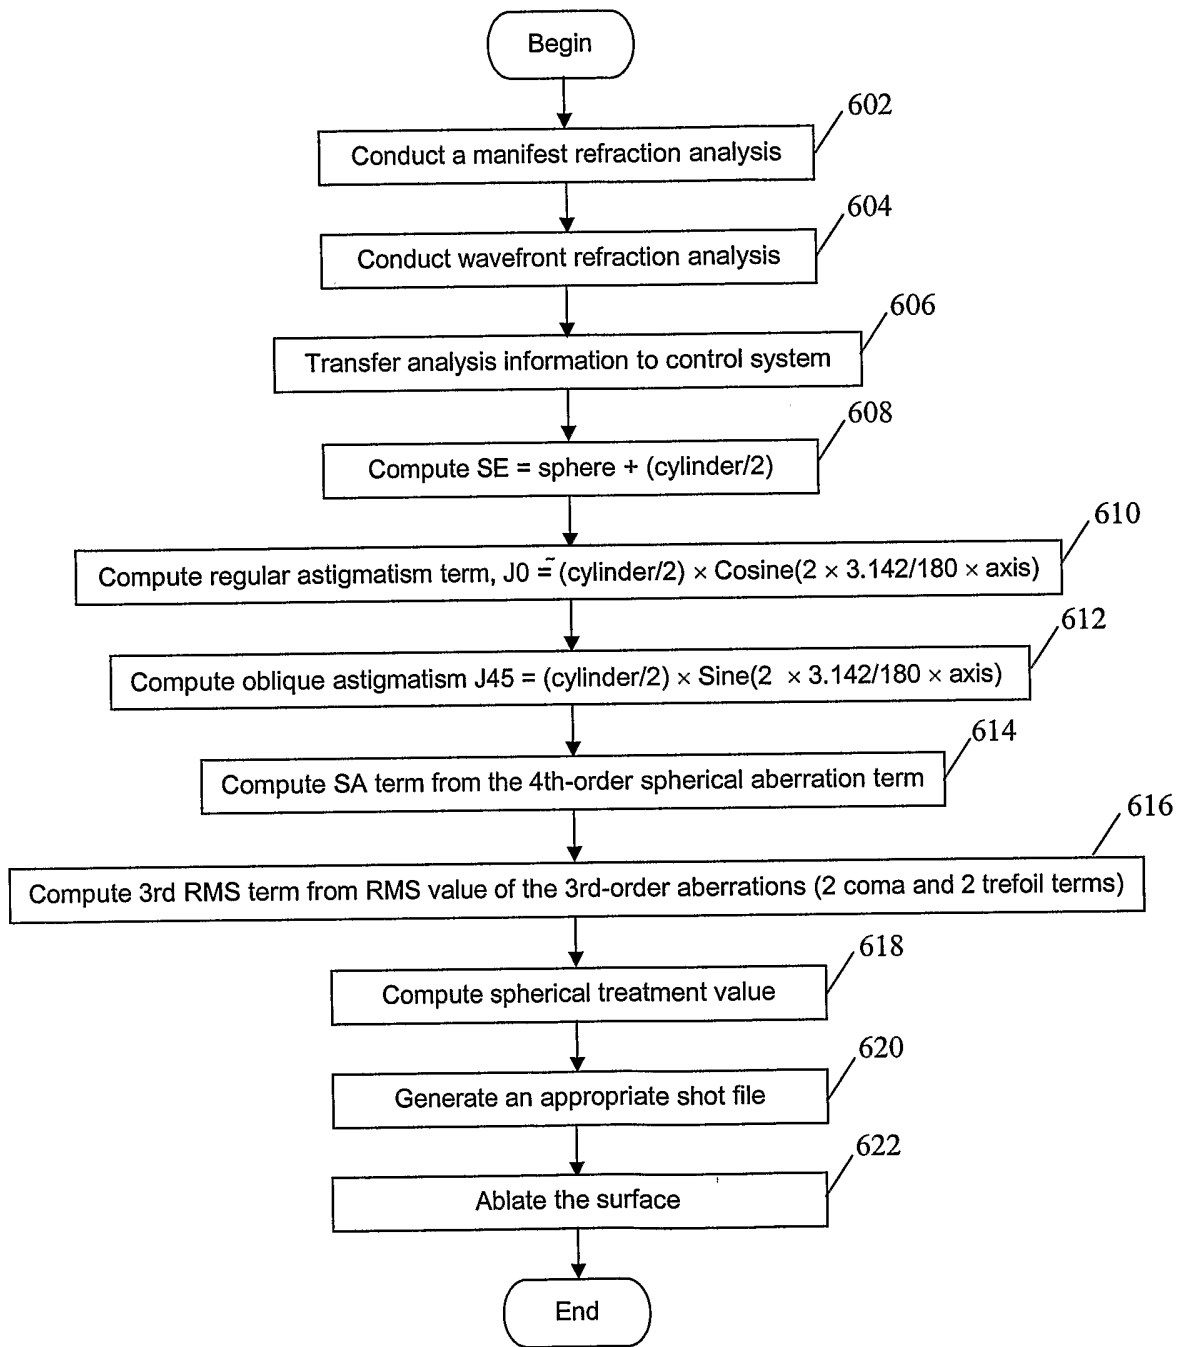 Begin
602
Conduct a manifest refraction analysis
604
Conduct wavefront refraction analysis
606
Transfer analysis information to control system
608
Compute SE = sphere + (cylinder/2)
610
Compute regular astigmatism term, J0 = (cylinder/2) × Cosine(2 × 3.142/180 × axis)
612
Compute oblique astigmatism J45 = (cylinder/2) × Sine(2 × 3.142/180 × axis)
614
Compute SA term from the 4th-order spherical aberration term
616
Compute 3rd RMS term from RMS value of the 3rd-order aberrations (2 coma and 2 trefoil terms)
618
Compute spherical treatment value
620
Generate an appropriate shot file
622
Ablate the surface
End